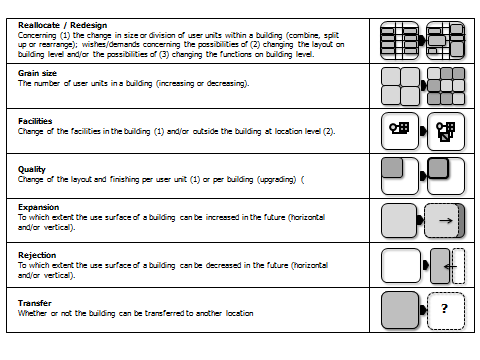 Reallocate / Redesign
Concerning (1) the change in size or division of user units within a building (combine, split
up or rearrange); wishes/demands concerning the possibilities of (2) changing the layout on
building level and/or the possibilities of (3) changing the functions on building level.
Grain size
The number of user units in a building (increasing or decreasing).
Facilities
Change of the facilities in the building (1) and/or outside the building at location level (2).
Quality
Change of the layout and finishing per user unit (1) or per building (upgrading) (
Expansion
To which extent the use surface of a building can be increased in the future (horizontal
and/or vertical).
Rejection
To which extent the use surface of a building can be decreased in the future (horizontal
and/or vertical).
Transfer
Whether or not the building can be transferred to another location
?